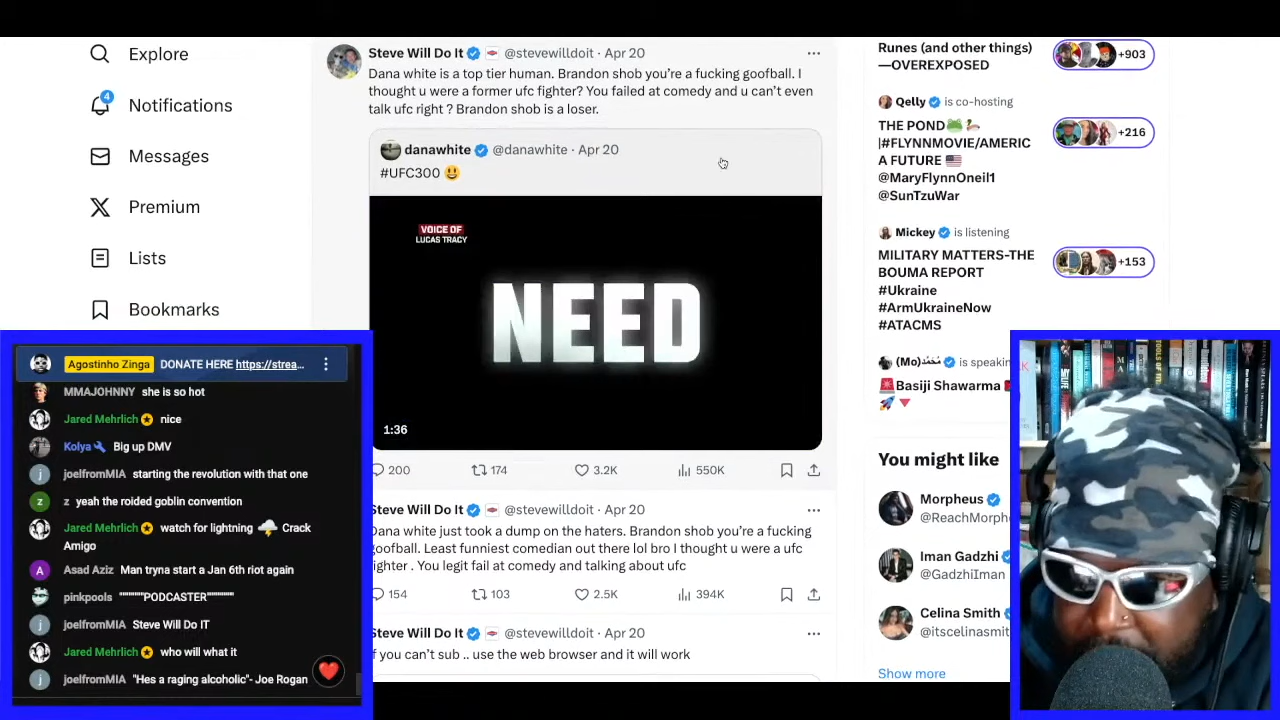 Explore
Notifications
4
Messages
Premium
Lists
Bookmarks
Steve Will Do It @stevewilldoit · Apr 20
Dana white is a top tier human. Brandon shob you're a fucking goofball. I
thought u were a former ufc fighter? You failed at comedy and u can't even
talk ufc right ? Brandon shob is a loser.
danawhite @danawhite · Apr 20
#UFC300 😃
VOICE OF
LUCAS TRACY
NEED
1:36
200 174 3.2K 550K
Steve Will Do It @stevewilldoit · Apr 20
Dana white just took a dump on the haters. Brandon shob you're a fucking
goofball. Least funniest comedian out there lol bro I thought u were a ufc
fighter . You legit fail at comedy and talking about ufc
154 103 2.5K 394K
Steve Will Do It @stevewilldoit · Apr 20
f you can't sub .. use the web browser and it will work
Runes (and other things)
—OVEREXPOSED
+903
Qelly is co-hosting
THE POND🐸🦆
|#FLYNNMOVIE/AMERIC
A FUTURE 🇺🇸
@MaryFlynnOneil1
@SunTzuWar
+216
Mickey is listening
MILITARY MATTERS-THE
BOUMA REPORT
#Ukraine
#ArmUkraineNow
#ATACMS
+153
(Mo) is speakin
🚨Basiji Shawarma
🚀🔻
You might like
Morpheus
@ReachMorph
Iman Gadzhi
@GadzhiIman
Celina Smith
@itscelinasmit
Show more
Agostinho Zinga DONATE HERE https://strea...
MMAJOHNNY she is so hot
Jared Mehrlich nice
Kolya Big up DMV
joelfromMIA starting the revolution with that one
z yeah the roided goblin convention
Jared Mehrlich watch for lightning 🌩️ Crack
Amigo
Asad Aziz Man tryna start a Jan 6th riot again
pinkpools """""""PODCASTER"""""""
joelfromMIA Steve Will Do IT
Jared Mehrlich who will what it
joelfromMIA "Hes a raging alcoholic"- Joe Rogan